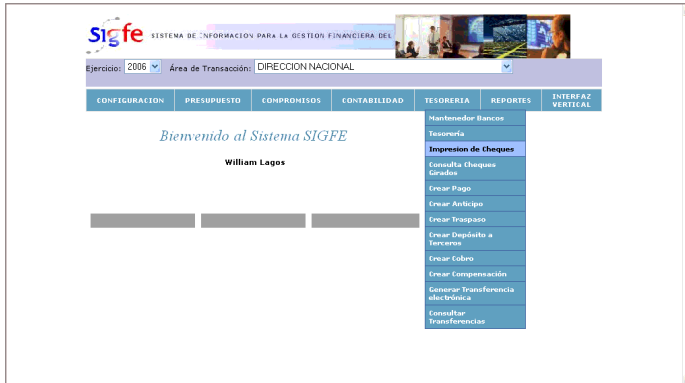 Sigfe SISTEMA DE INFORMACION PARA LA GESTION FINANCIERA DEL
Ejercicio: 2006 Área de Transacción: DIRECCION NACIONAL
CONFIGURACION PRESUPUESTO COMPROMISOS CONTABILIDAD TESORERIA REPORTES INTERFAZ VERTICAL
Bienvenido al Sistema SIGFE
William Lagos
Mantenedor Bancos
Tesorería
Impresion de Cheques
Consulta Cheques
Girados
Crear Pago
Crear Anticipo
Crear Traspaso
Crear Depósito a
Terceros
Crear Cobro
Crear Compensación
Generar Transferencia
electrónica
Consultar
Transferencias